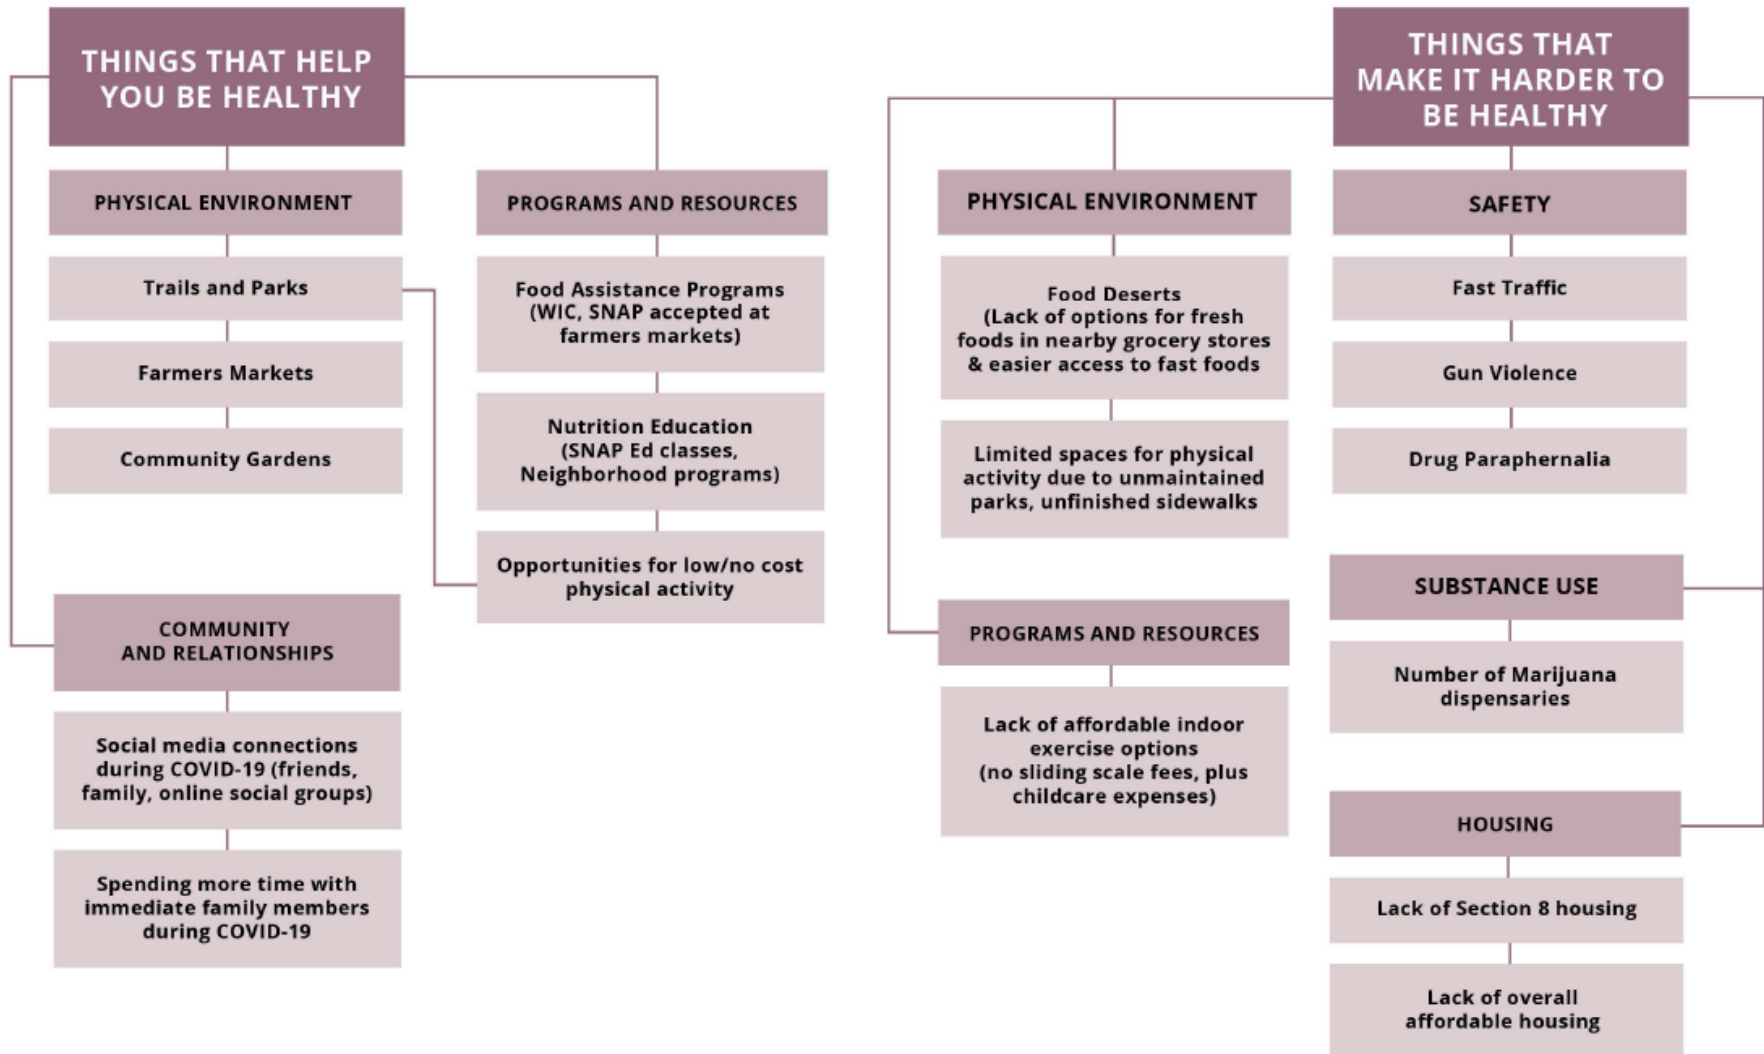 THINGS THAT HELP
YOU BE HEALTHY
PHYSICAL ENVIRONMENT
Trails and Parks
Farmers Markets
Community Gardens
PROGRAMS AND RESOURCES
Food Assistance Programs
(WIC, SNAP accepted at
farmers markets)
Nutrition Education
(SNAP Ed classes,
Neighborhood programs)
Opportunities for low/no cost
physical activity
COMMUNITY
AND RELATIONSHIPS
Social media connections
during COVID-19 (friends,
family, online social groups)
Spending more time with
immediate family members
during COVID-19
THINGS THAT
MAKE IT HARDER TO
BE HEALTHY
PHYSICAL ENVIRONMENT
Food Deserts
(Lack of options for fresh
foods in nearby grocery stores
& easier access to fast foods
Limited spaces for physical
activity due to unmaintained
parks, unfinished sidewalks
PROGRAMS AND RESOURCES
Lack of affordable indoor
exercise options
(no sliding scale fees, plus
childcare expenses)
SAFETY
Fast Traffic
Gun Violence
Drug Paraphernalia
SUBSTANCE USE
Number of Marijuana
dispensaries
HOUSING
Lack of Section 8 housing
Lack of overall
affordable housing